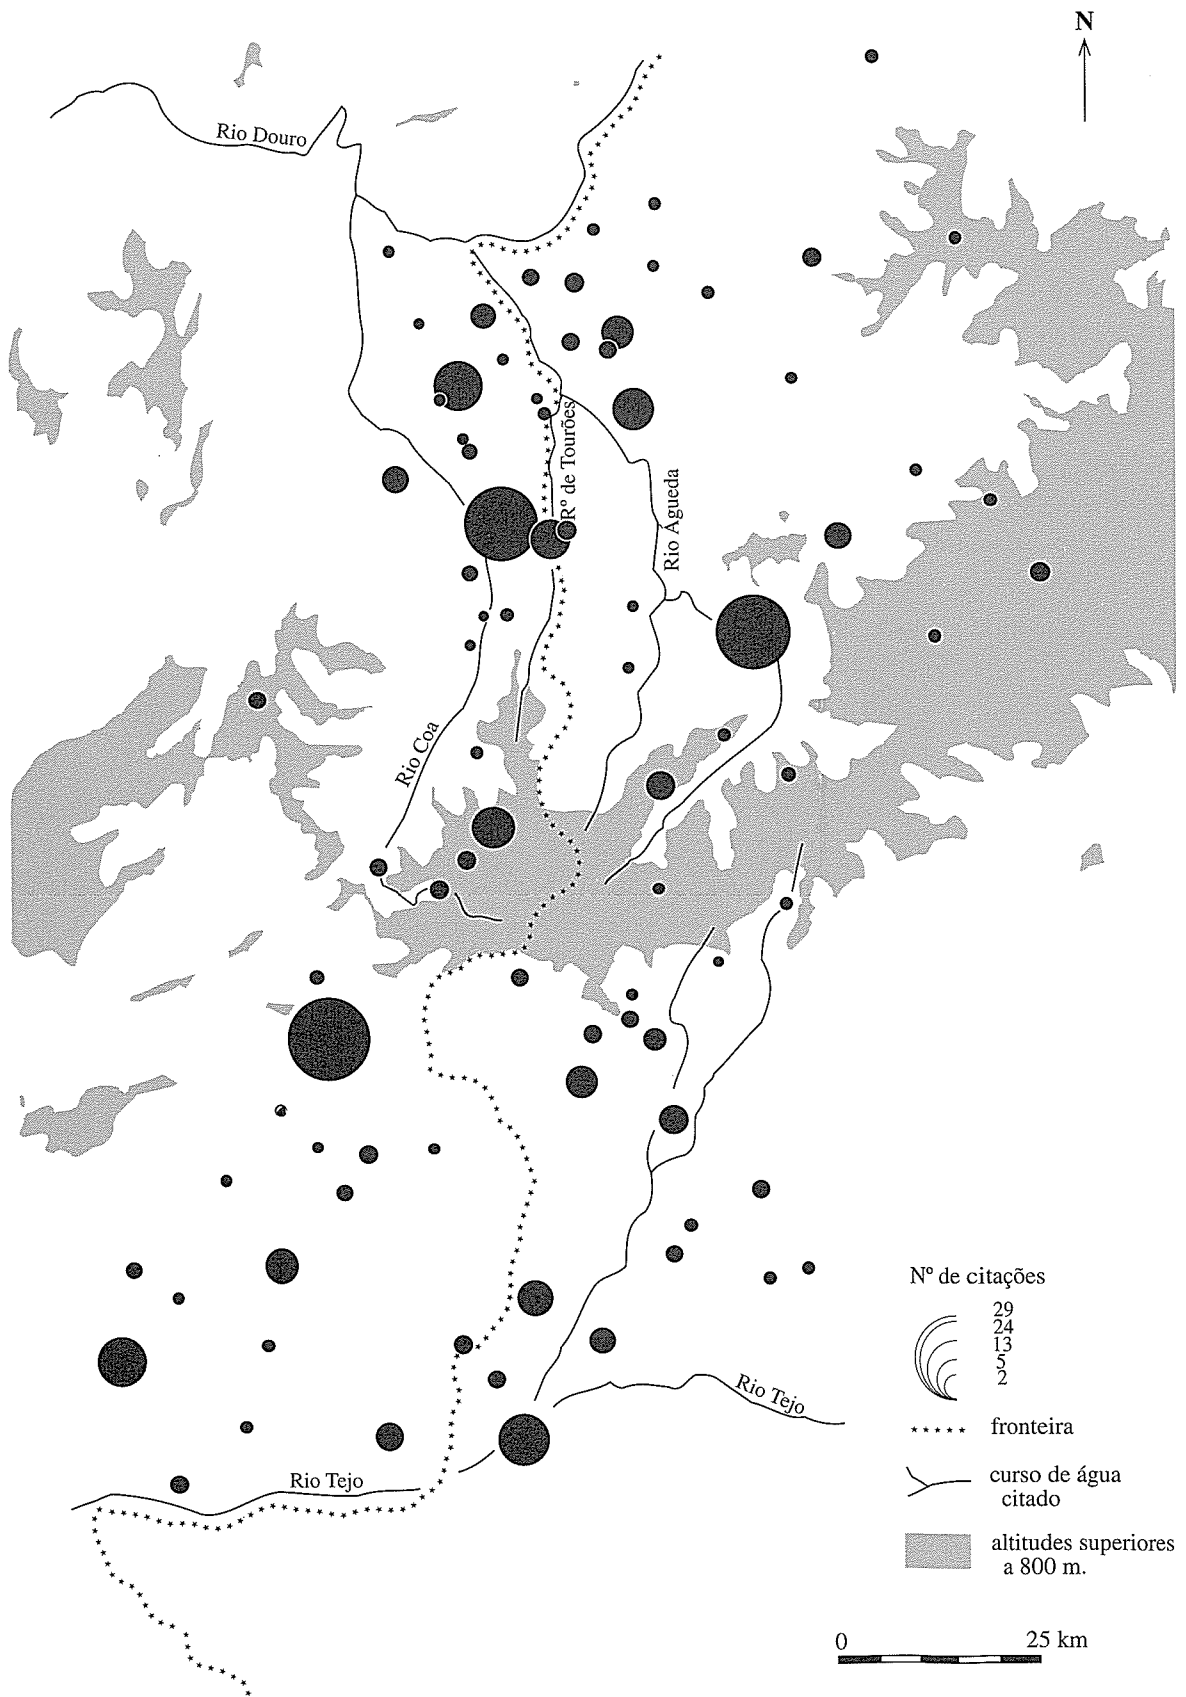 N
Rio Douro
Rº de Tourões
Rio Águeda
Rio Coa
Nº de citações
29
24
13
5
2
Rio Tejo
fronteira
Rio Tejo
curso de água
citado
altitudes superiores
a 800 m.
0 25 km